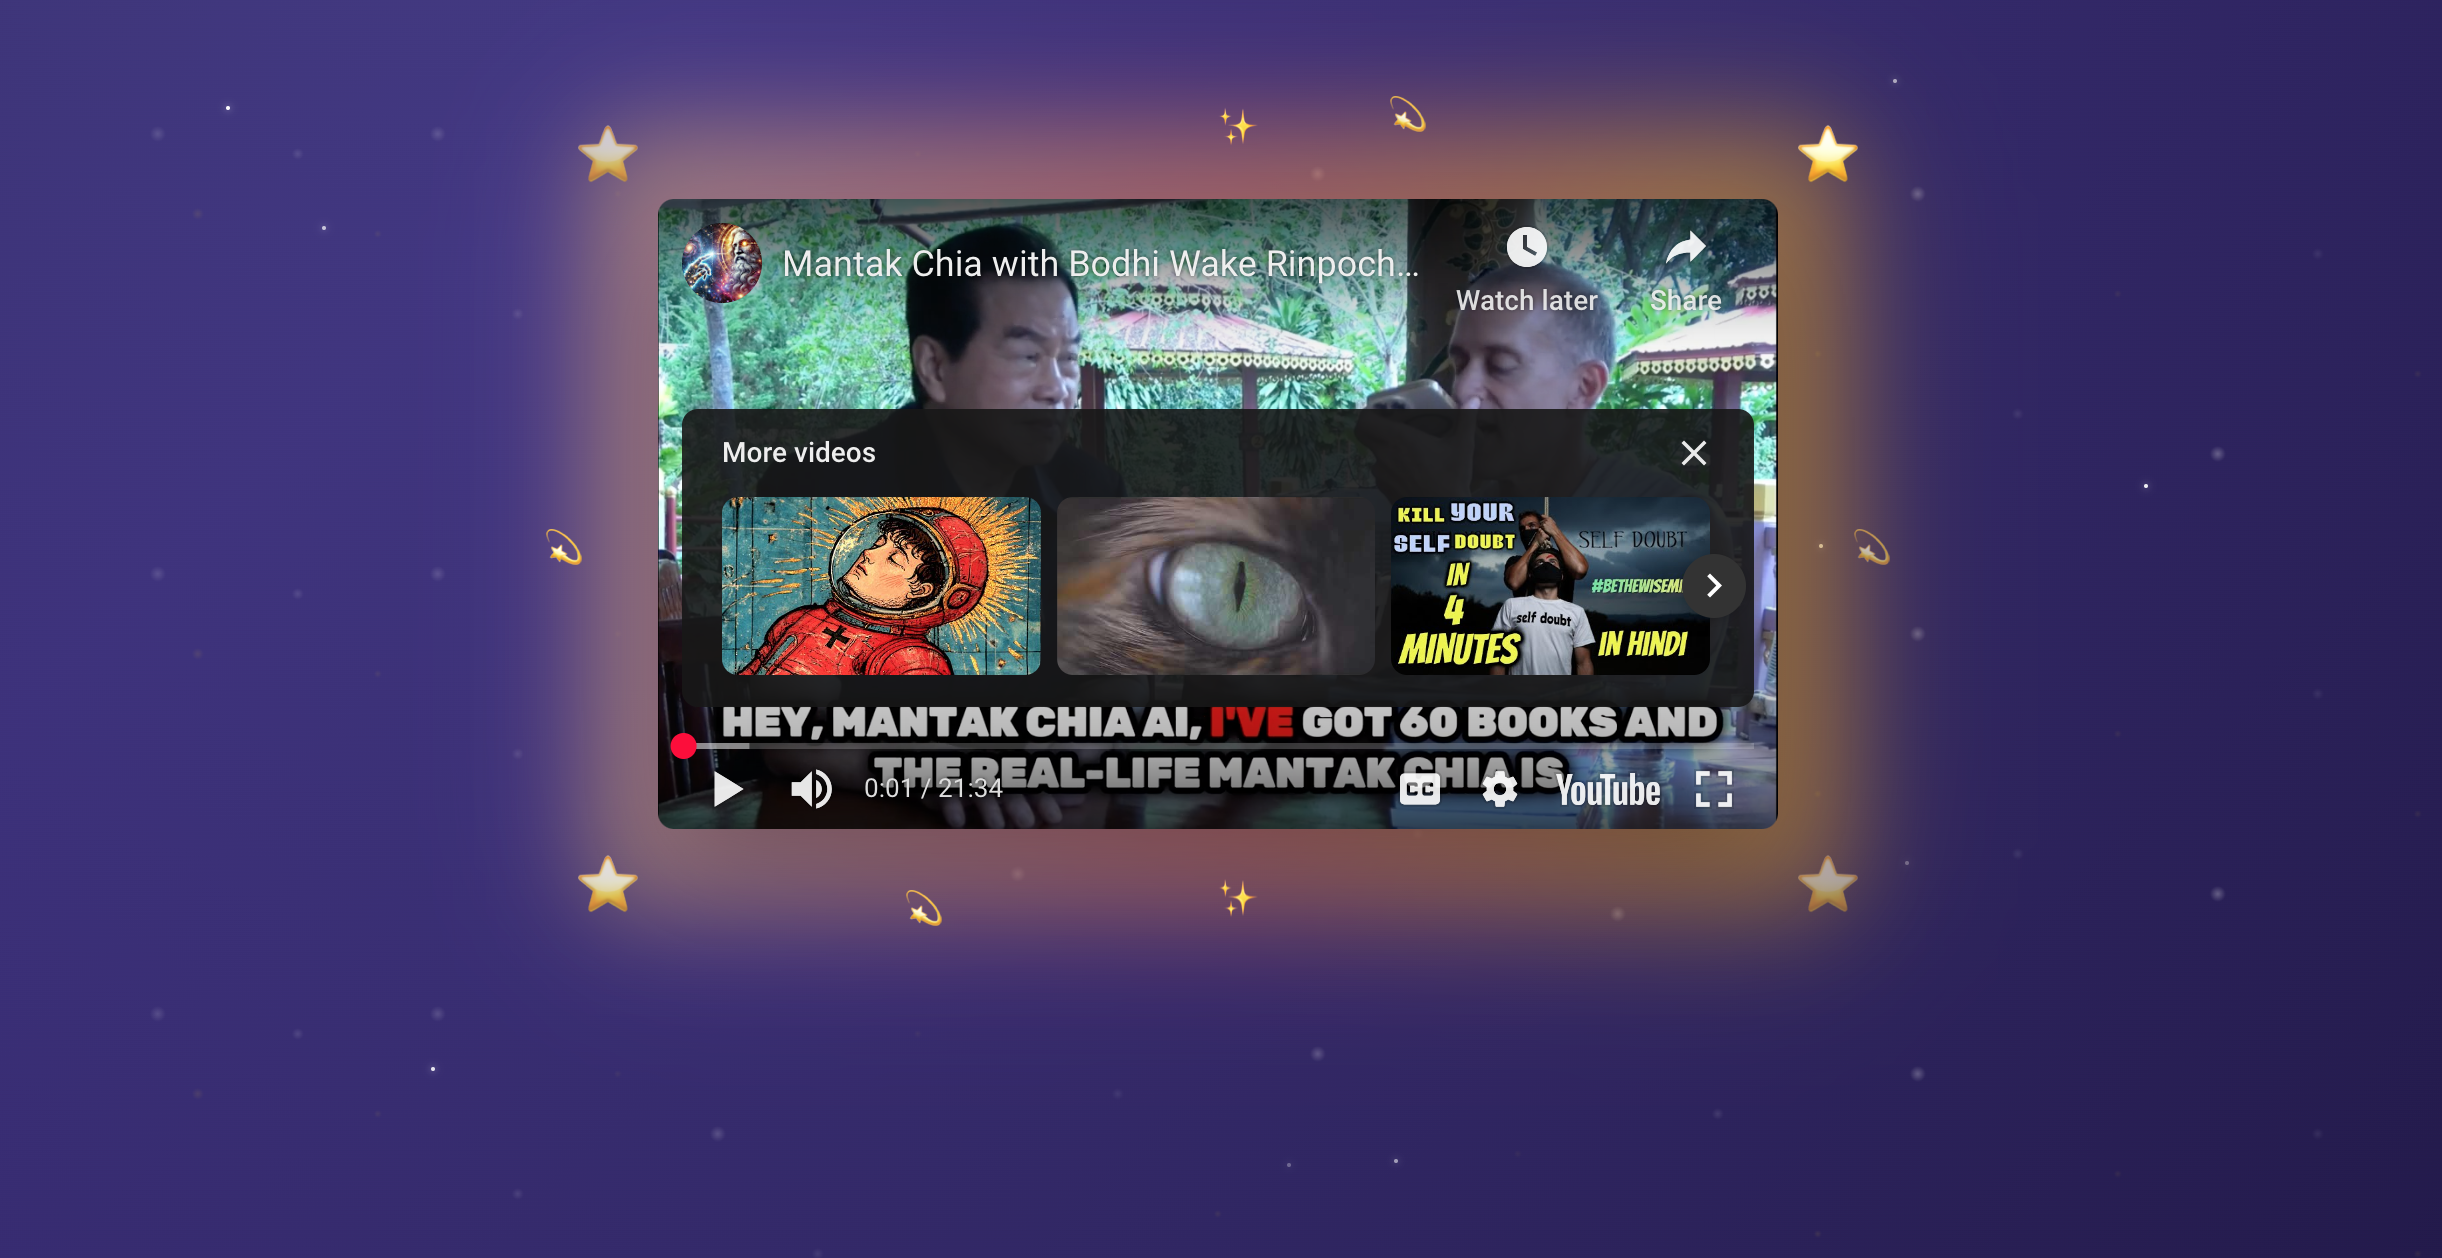 Mantak Chia with Bodhi Wake Rinpoch...
Watch later
Share
More videos
KILL YOUR
SELF DOUBT
IN
4
MINUTES
SELF DOUBT
#BETHEWISEMI
self doubt
IN HINDI
HEY, MANTAK CHIA AI, I'VE GOT 60 BOOKS AND
THE REAL-LIFE MANTAK CHIA IS
0:01 / 21:34
CC
YouTube